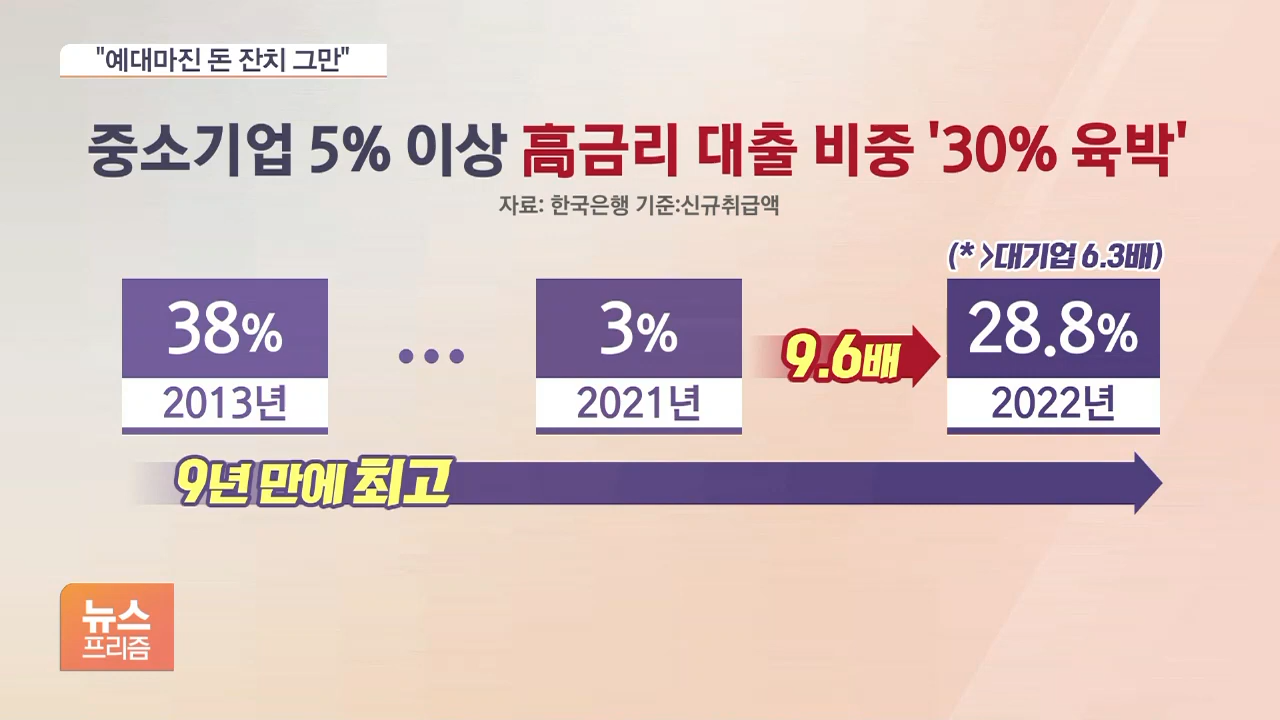 "예대마진 돈 잔치 그만"
중소기업 5% 이상 高금리 대출 비중 '30% 육박'
자료: 한국은행 기준:신규취급액
(* >대기업 6.3배)
38%
2013년
...
3%
2021년
9.6배
28.8%
2022년
9년 만에 최고
뉴스
프리즘